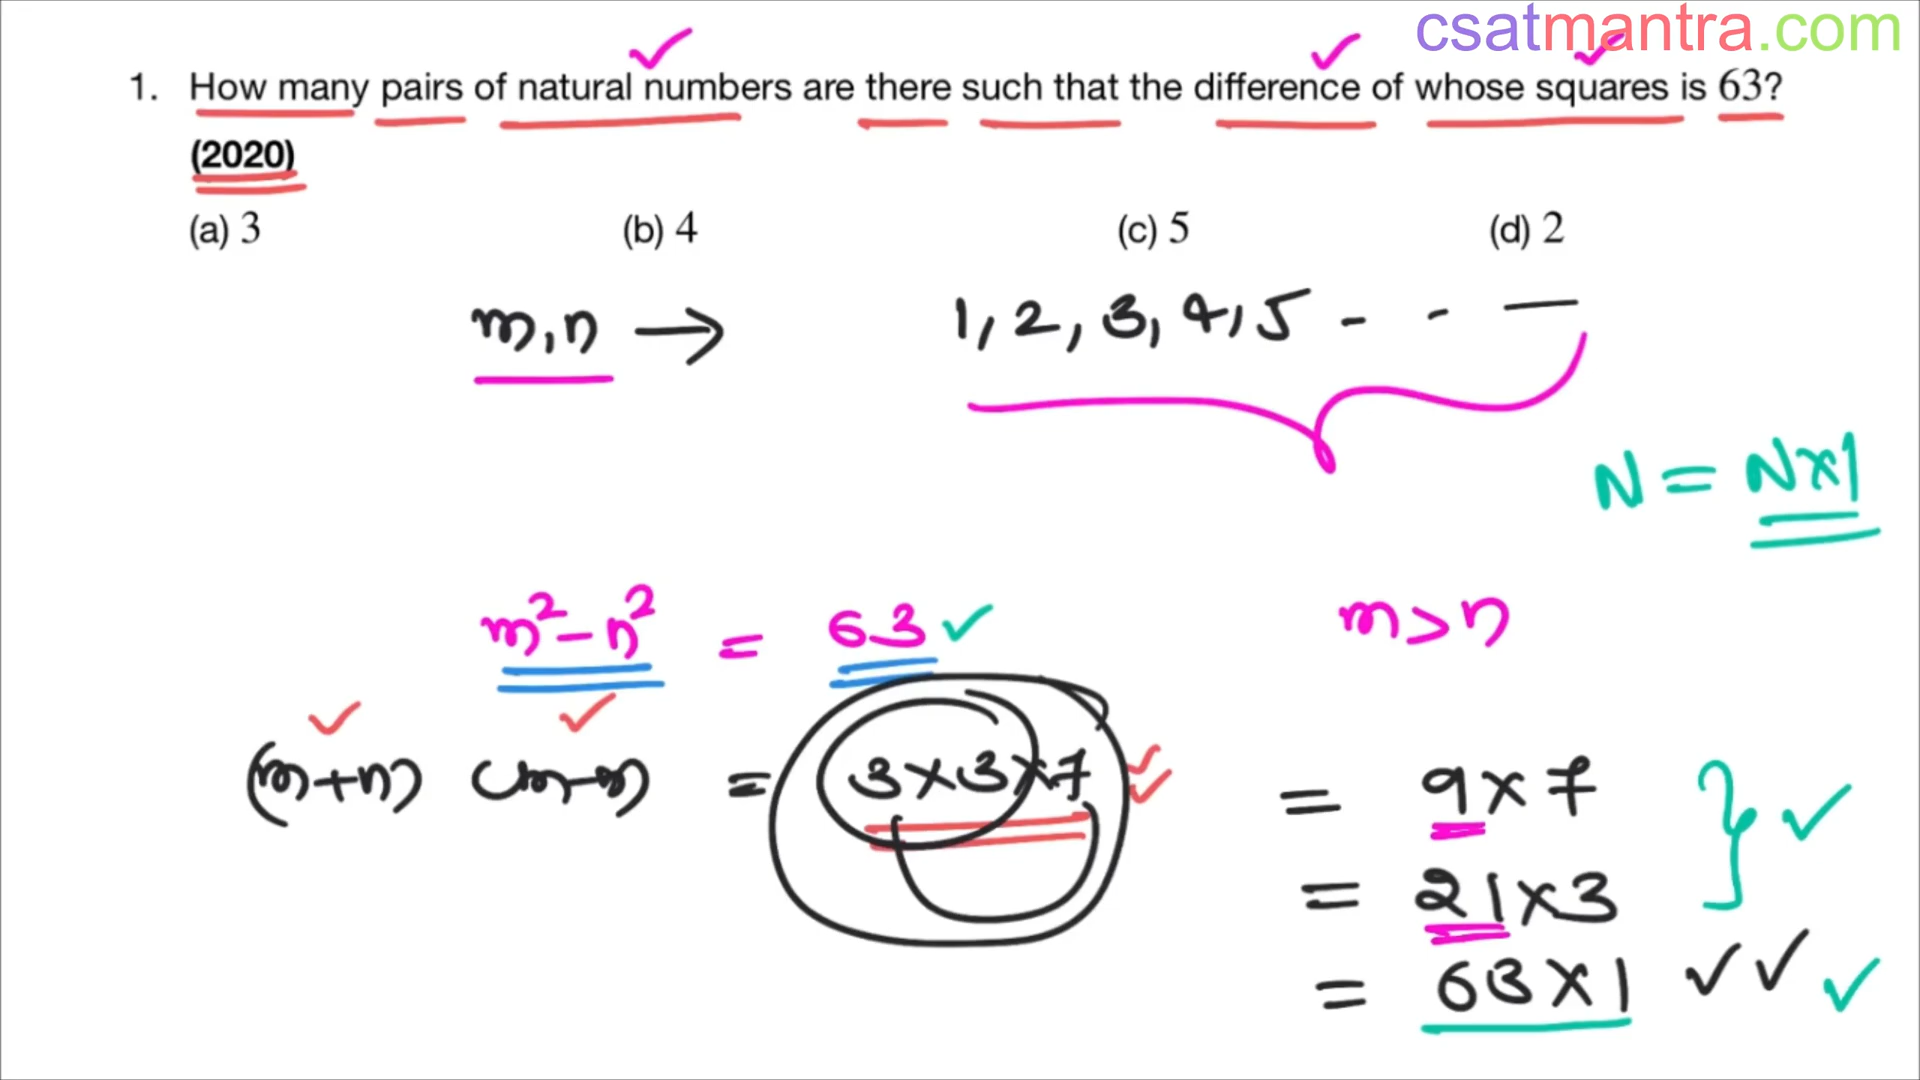 csatmantra.com
1. How many pairs of natural numbers are there such that the difference of whose squares is 63?
(2020)
(a) 3 (b) 4 (c) 5 (d) 2
m, n → 1, 2, 3, 4, 5 - - —
N = N×1
m² - n² = 63 m > n
(m+n) (m-n) = 3×3×7 = 9×7
= 21×3
= 63×1